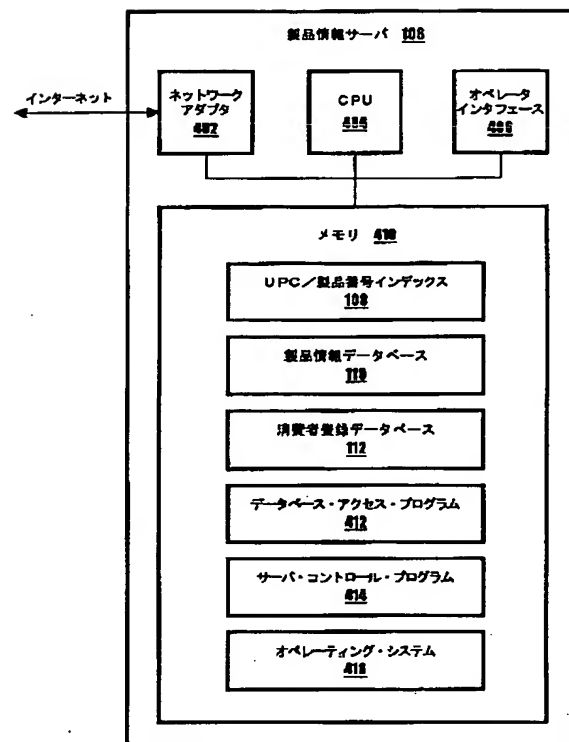 製品情報サーバ 106
インターネット
ネットワーク
アダプタ
402
CPU
404
オペレータ
インタフェース
406
メモリ 410
UPC/製品番号インデックス
108
製品情報データベース
110
消費者登録データベース
112
データベース・アクセス・プログラム
412
サーバ・コントロール・プログラム
414
オペレーティング・システム